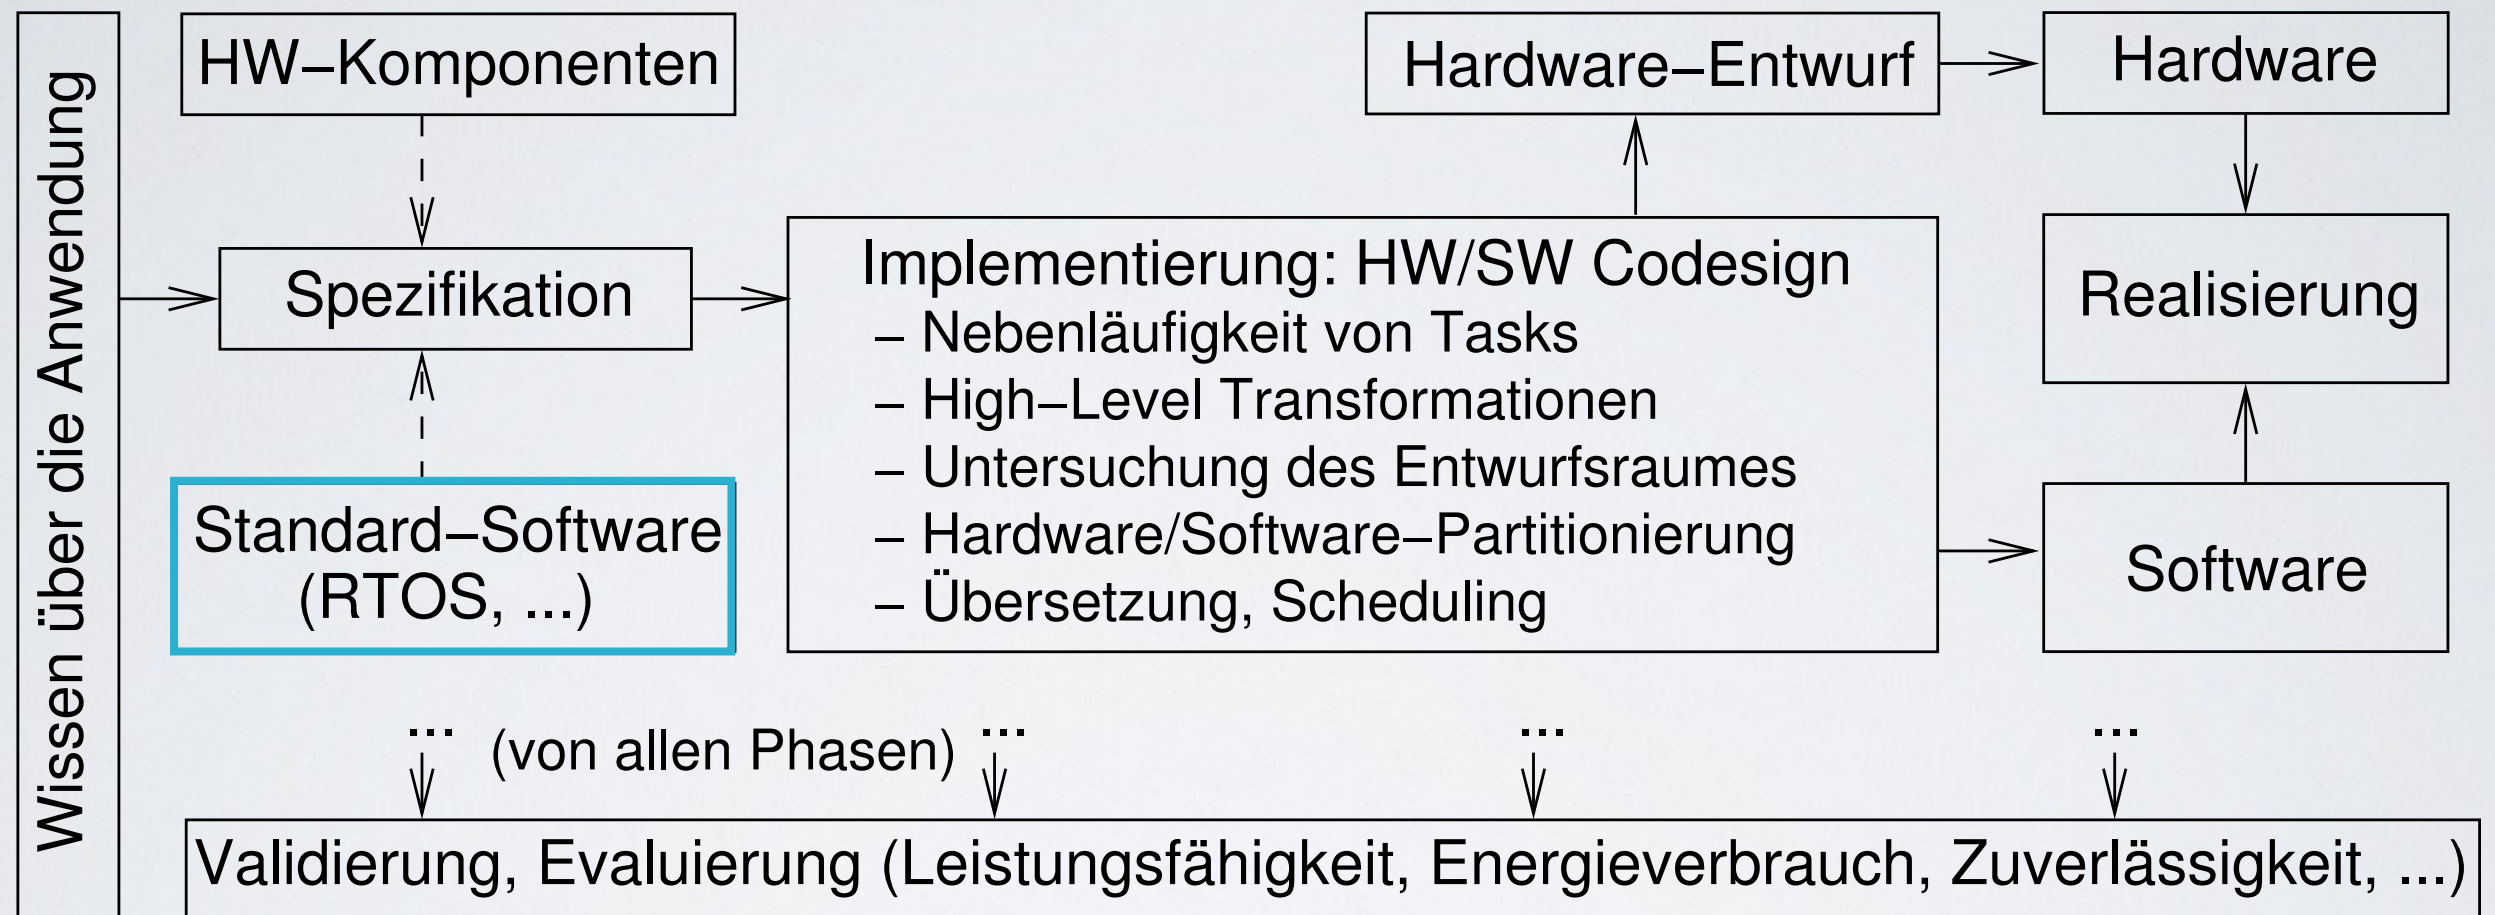 Wissen über die Anwendung
HW–Komponenten
Hardware–Entwurf
Hardware
Spezifikation
Implementierung: HW/SW Codesign
– Nebenläufigkeit von Tasks
– High–Level Transformationen
– Untersuchung des Entwurfsraumes
– Hardware/Software–Partitionierung
– Übersetzung, Scheduling
Realisierung
Standard–Software
(RTOS, ...)
Software
... (von allen Phasen) ... ... ...
Validierung, Evaluierung (Leistungsfähigkeit, Energieverbrauch, Zuverlässigkeit, ...)